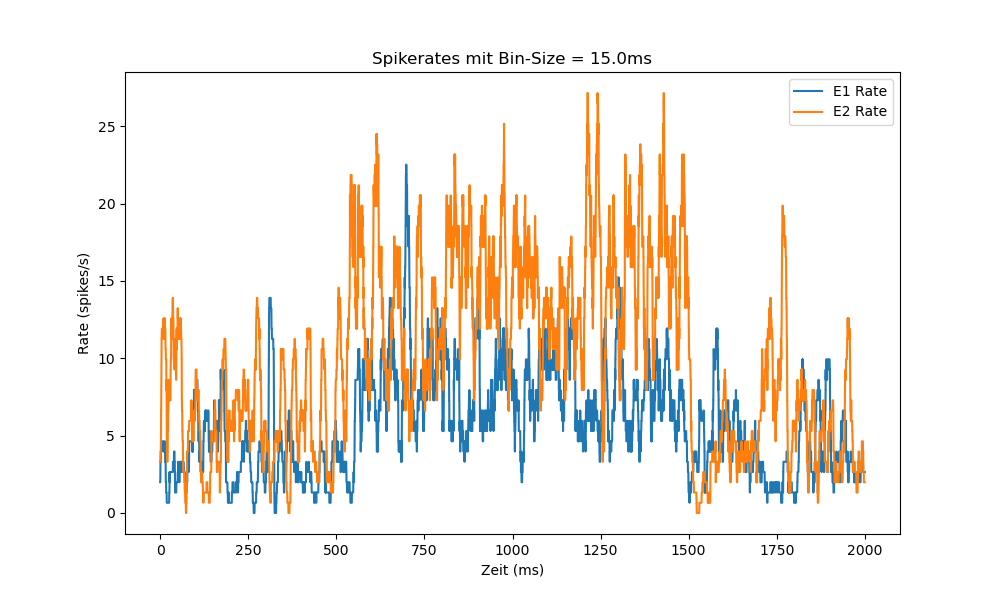 Spikerates mit Bin-Size = 15.0ms
E1 Rate
E2 Rate
25
20
15
10
5
0
Rate (spikes/s)
0 250 500 750 1000 1250 1500 1750 2000
Zeit (ms)